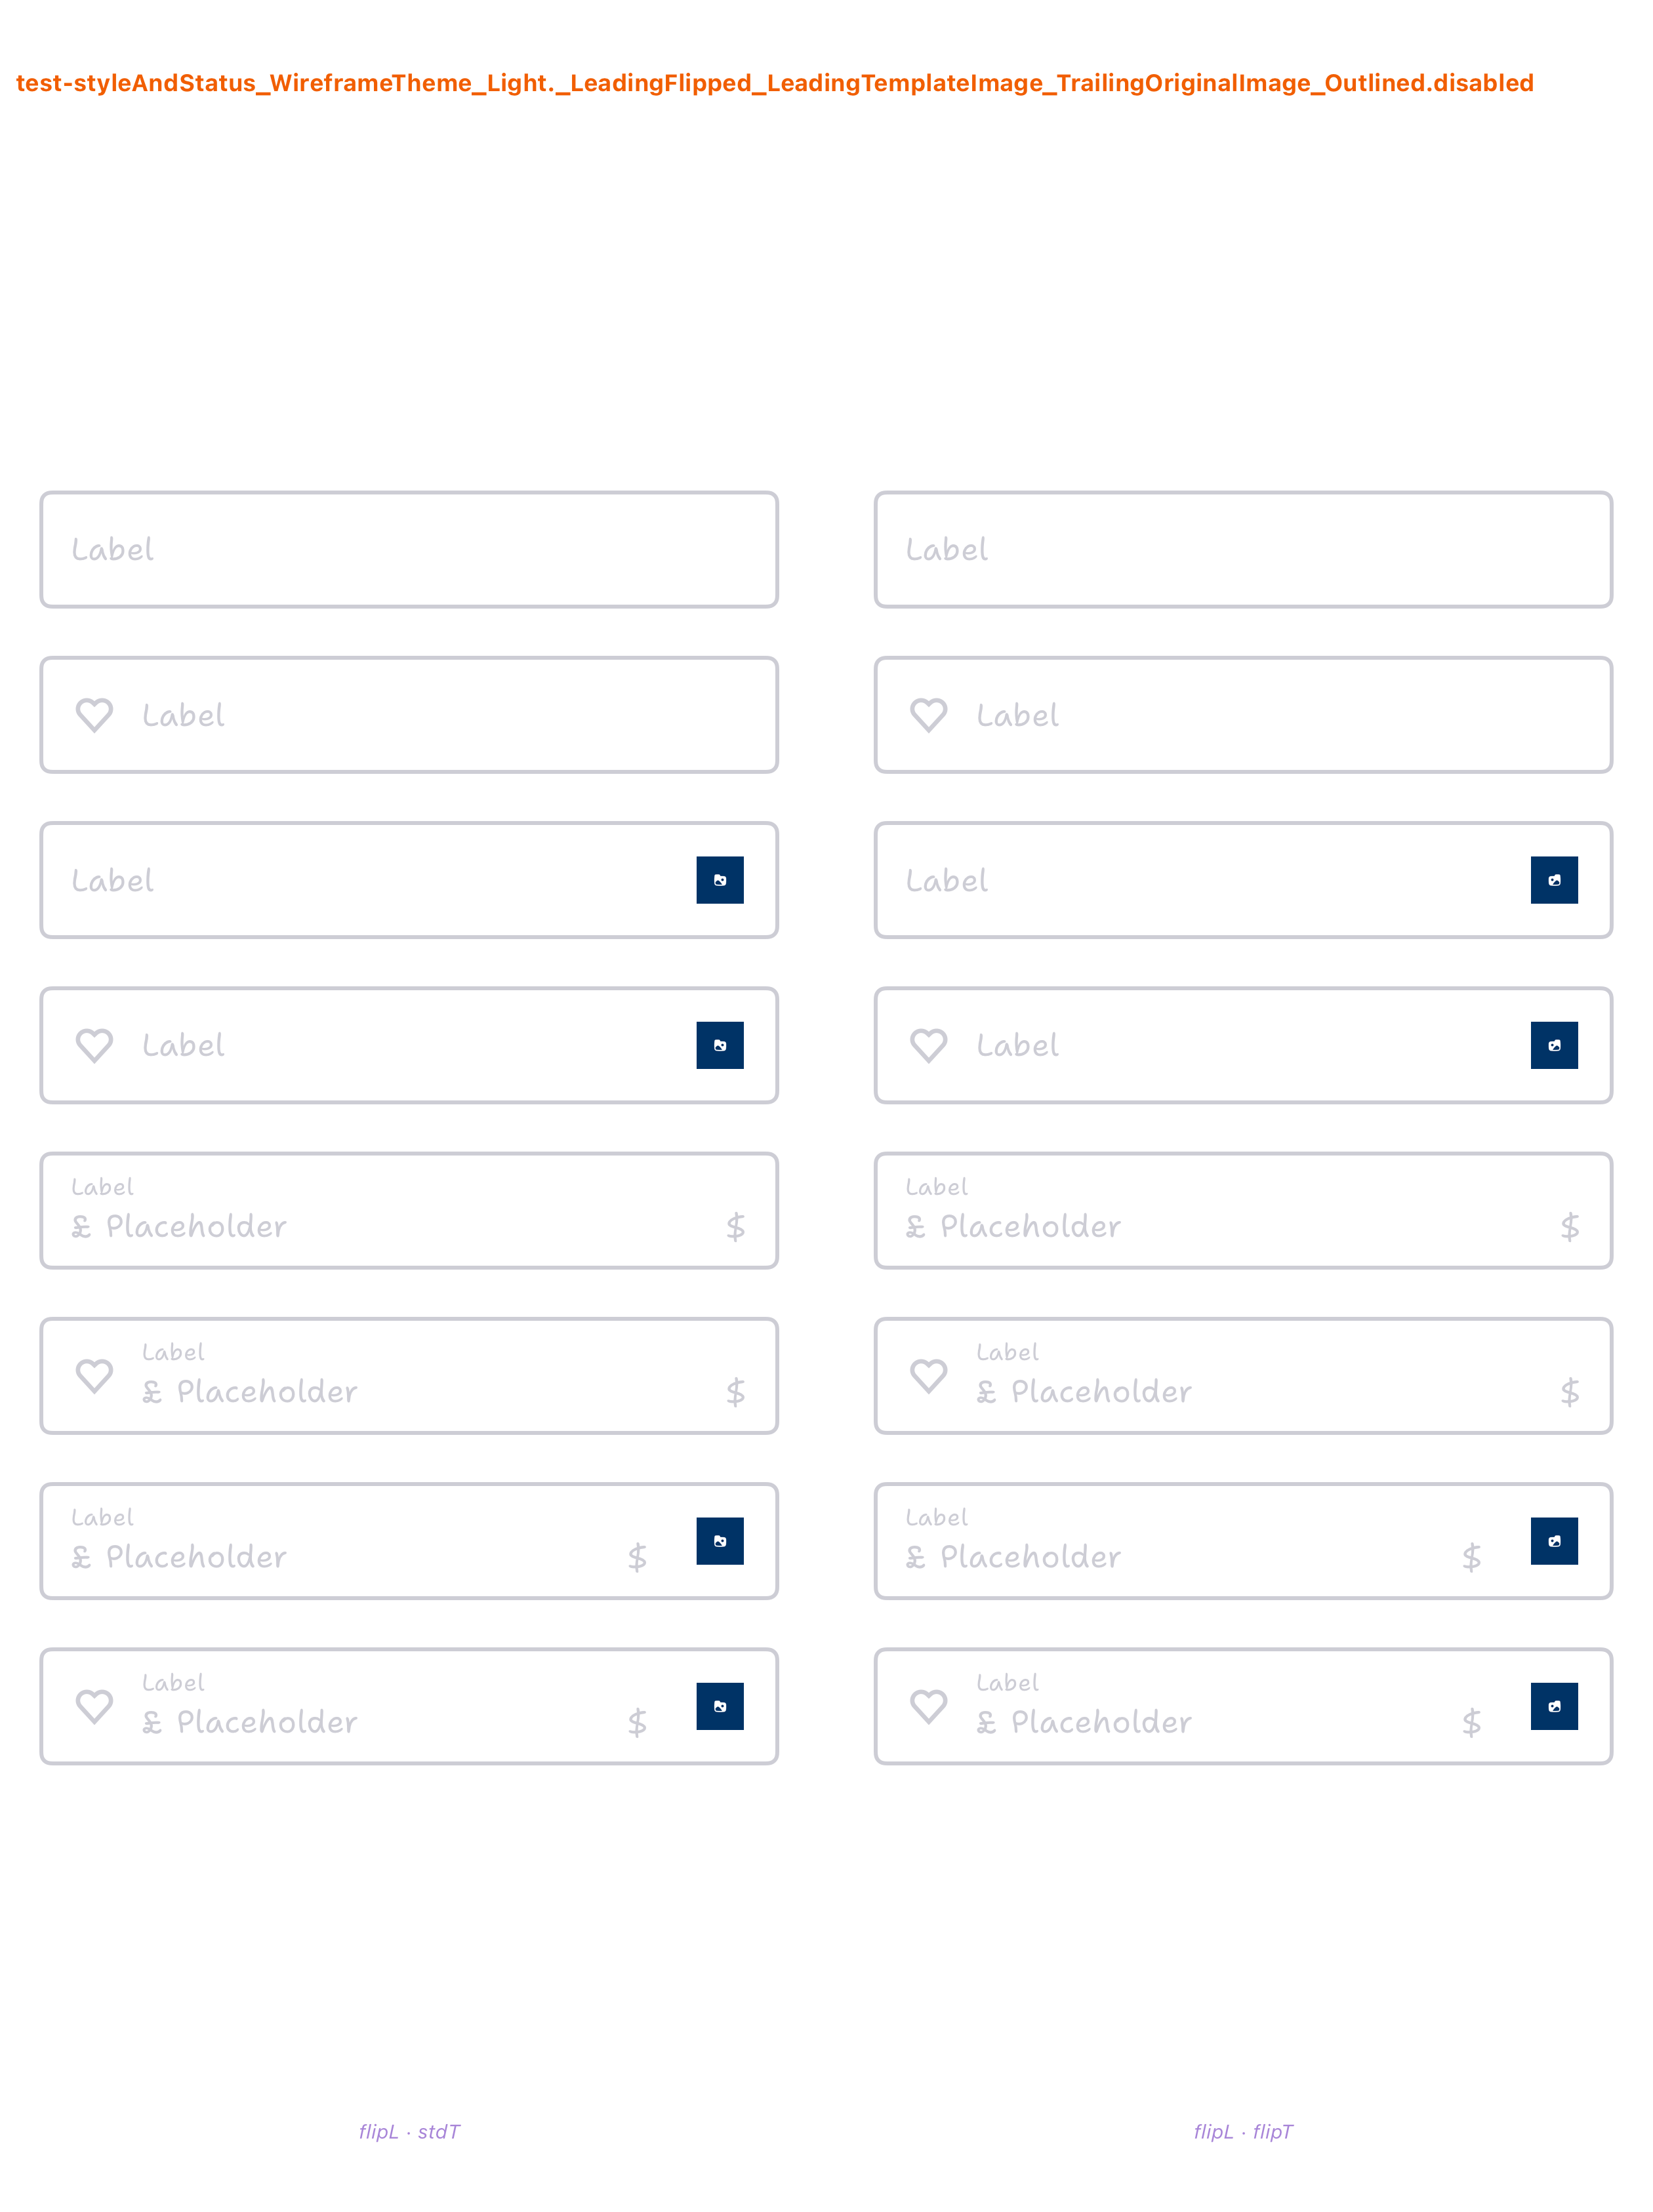 test-styleAndStatus_WireframeTheme_Light._LeadingFlipped_LeadingTemplateImage_TrailingOriginalImage_Outlined.disabled
Label
Label
Label
Label
Label
£ Placeholder $
Label
£ Placeholder $
Label
£ Placeholder $
Label
£ Placeholder $
flipL · stdT
Label
Label
Label
Label
Label
£ Placeholder $
Label
£ Placeholder $
Label
£ Placeholder $
Label
£ Placeholder $
flipL · flipT